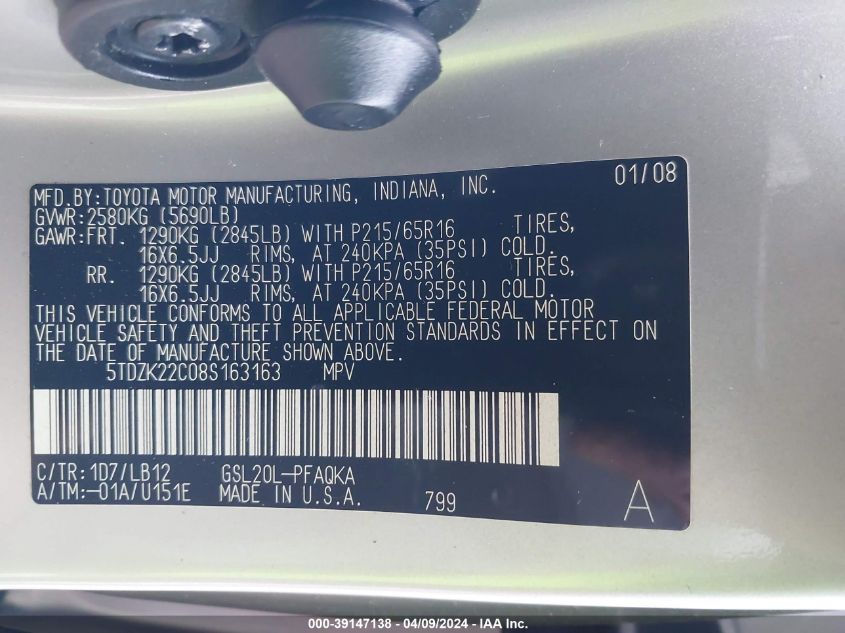 01/08
MFD.BY:TOYOTA MOTOR MANUFACTURING, INDIANA, INC.
GVWR:2580KG (5690LB)
GAWR:FRT. 1290KG (2845LB) WITH P215/65R16 TIRES,
16X6.5JJ RIMS, AT 240KPA (35PSI) COLD.
RR. 1290KG (2845LB) WITH P215/65R16 TIRES,
16X6.5JJ RIMS, AT 240KPA (35PSI) COLD.
THIS VEHICLE CONFORMS TO ALL APPLICABLE FEDERAL MOTOR
VEHICLE SAFETY AND THEFT PREVENTION STANDARDS IN EFFECT ON
THE DATE OF MANUFACTURE SHOWN ABOVE.
5TDZK22C08S163163 MPV
C/TR:1D7/LB12 GSL20L-PFAQKA
A/TM:-01A/U151E MADE IN U.S.A. 799 A
000-39147138 - 04/09/2024 - IAA Inc.